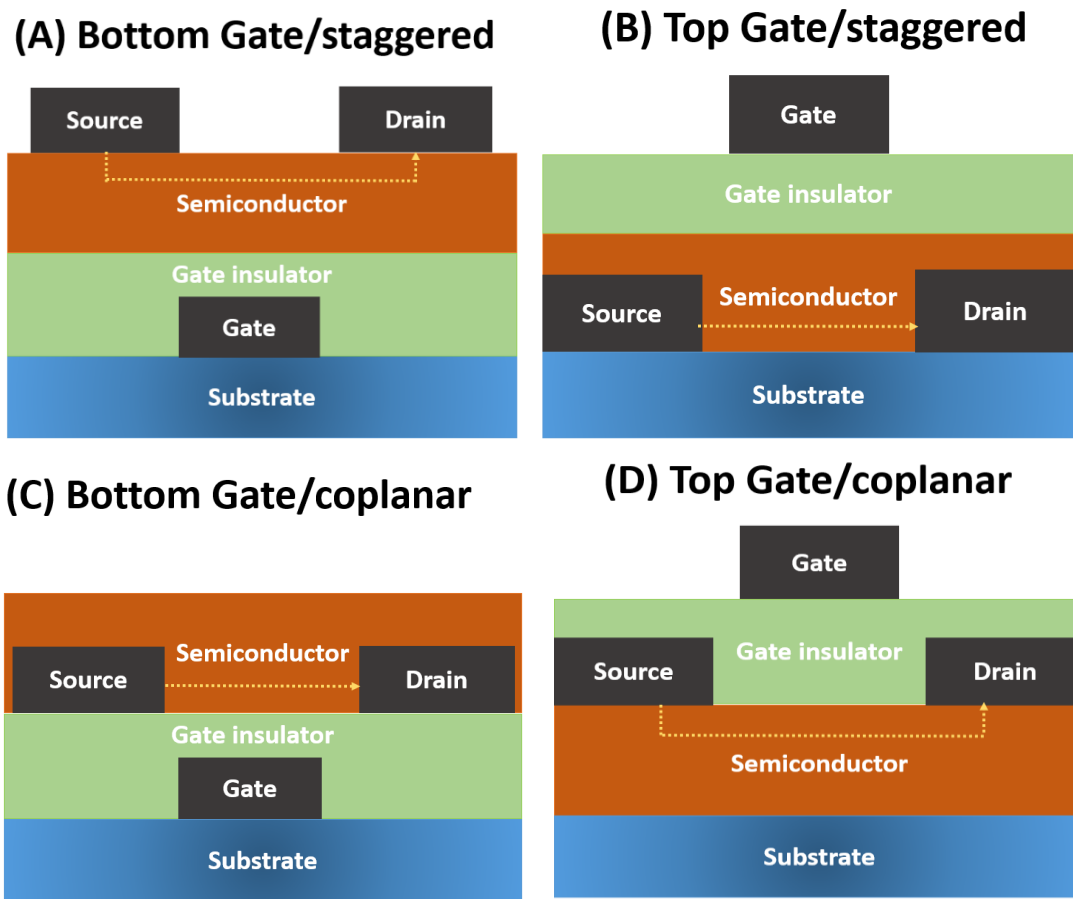 (A) Bottom Gate/staggered
Source
Drain
Semiconductor
Gate insulator
Gate
Substrate
(B) Top Gate/staggered
Gate
Gate insulator
Source
Semiconductor
Drain
Substrate
(C) Bottom Gate/coplanar
Source
Semiconductor
Drain
Gate insulator
Gate
Substrate
(D) Top Gate/coplanar
Gate
Source
Gate insulator
Drain
Semiconductor
Substrate